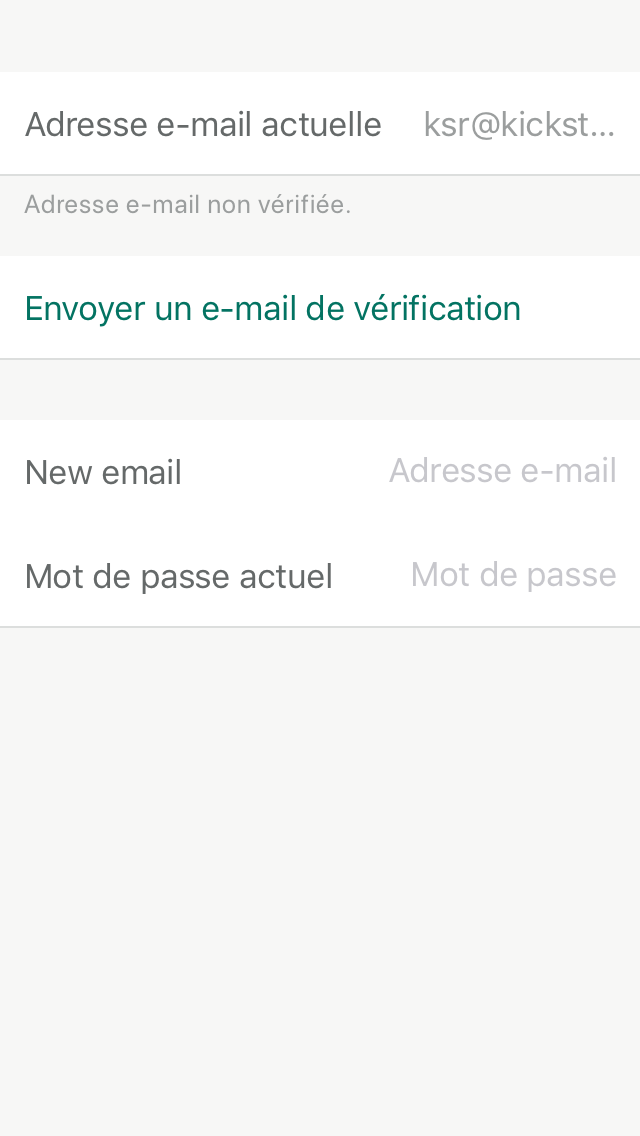 Adresse e-mail actuelle ksr@kickst...
Adresse e-mail non vérifiée.
Envoyer un e-mail de vérification
New email Adresse e-mail
Mot de passe actuel Mot de passe